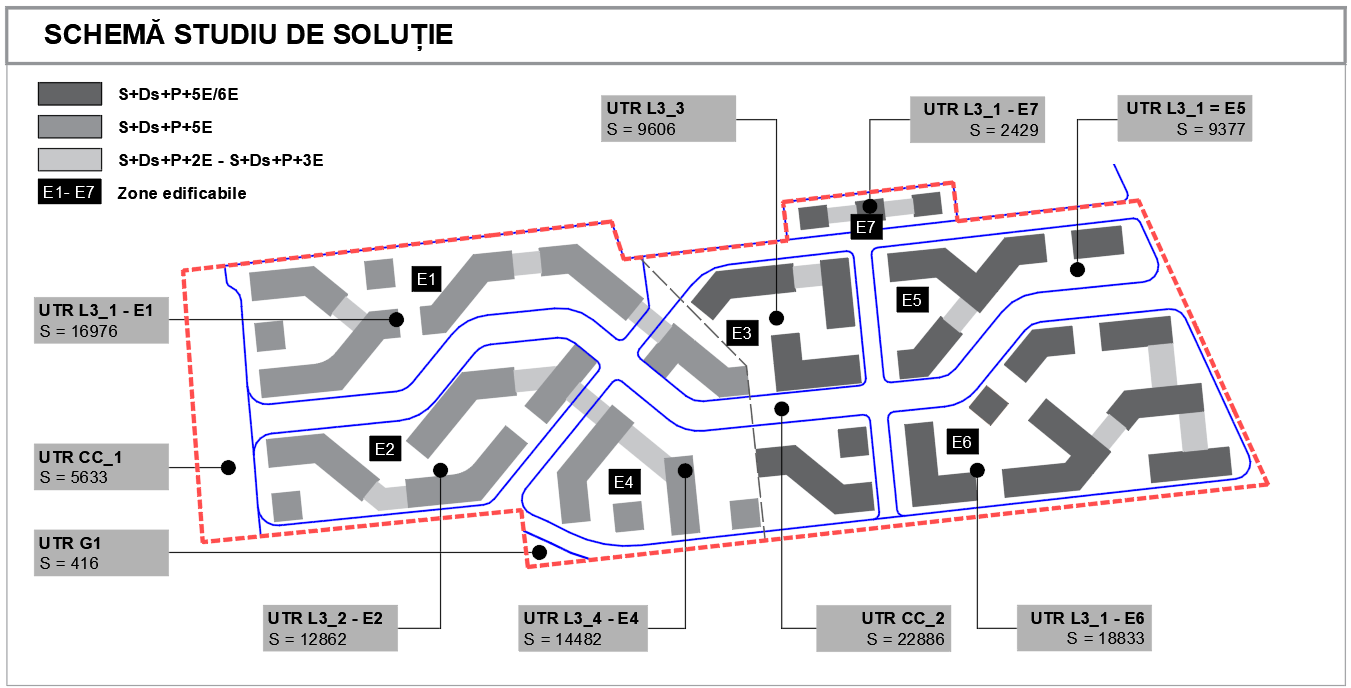 SCHEMĂ STUDIU DE SOLUȚIE
S+Ds+P+5E/6E
S+Ds+P+5E
S+Ds+P+2E - S+Ds+P+3E
E1- E7 Zone edificabile
UTR L3_3
S = 9606
UTR L3_1 - E7
S = 2429
UTR L3_1 = E5
S = 9377
E7
E1
E5
E3
UTR L3_1 - E1
S = 16976
E2
E6
E4
UTR CC_1
S = 5633
UTR G1
S = 416
UTR L3_2 - E2
S = 12862
UTR L3_4 - E4
S = 14482
UTR CC_2
S = 22886
UTR L3_1 - E6
S = 18833